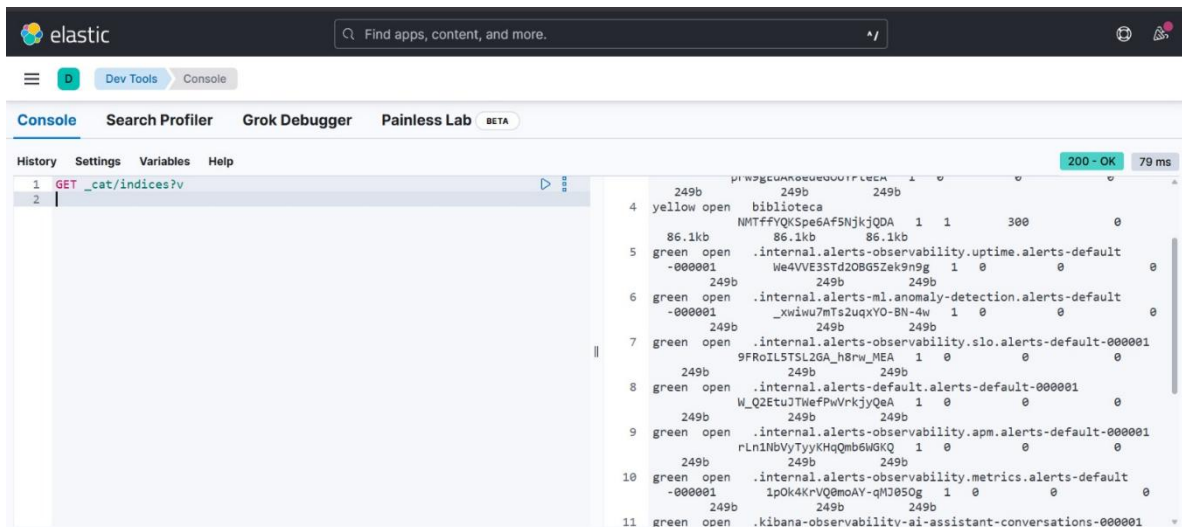 elastic
Find apps, content, and more.
^/
D
Dev Tools
Console
Console
Search Profiler
Grok Debugger
Painless Lab
BETA
History
Settings
Variables
Help
200 - OK
79 ms
1 GET _cat/indices?v
2
249b 249b 249b
4 yellow open biblioteca
NMTffYQKSpe6Af5NjkjQDA 1 1 300 0
86.1kb 86.1kb 86.1kb
5 green open .internal.alerts-observability.uptime.alerts-default
-000001 We4VVE3STd2OBG5Zek9n9g 1 0 0 0
249b 249b 249b
6 green open .internal.alerts-ml.anomaly-detection.alerts-default
-000001 _xwiwu7mTs2uqxYO-BN-4w 1 0 0 0
249b 249b 249b
7 green open .internal.alerts-observability.slo.alerts-default-000001
9FRoIL5TSL2GA_h8rw_MEA 1 0 0 0
249b 249b 249b
8 green open .internal.alerts-default.alerts-default-000001
W_Q2EtuJTWefPwVrkjyQeA 1 0 0 0
249b 249b 249b
9 green open .internal.alerts-observability.apm.alerts-default-000001
rLn1NbVyTyyKHqQmb6WGKQ 1 0 0 0
249b 249b 249b
10 green open .internal.alerts-observability.metrics.alerts-default
-000001 1pOk4KrVQ0moAY-qMJ05Og 1 0 0 0
249b 249b 249b
11 green open .kibana-observability-ai-assistant-conversations-000001